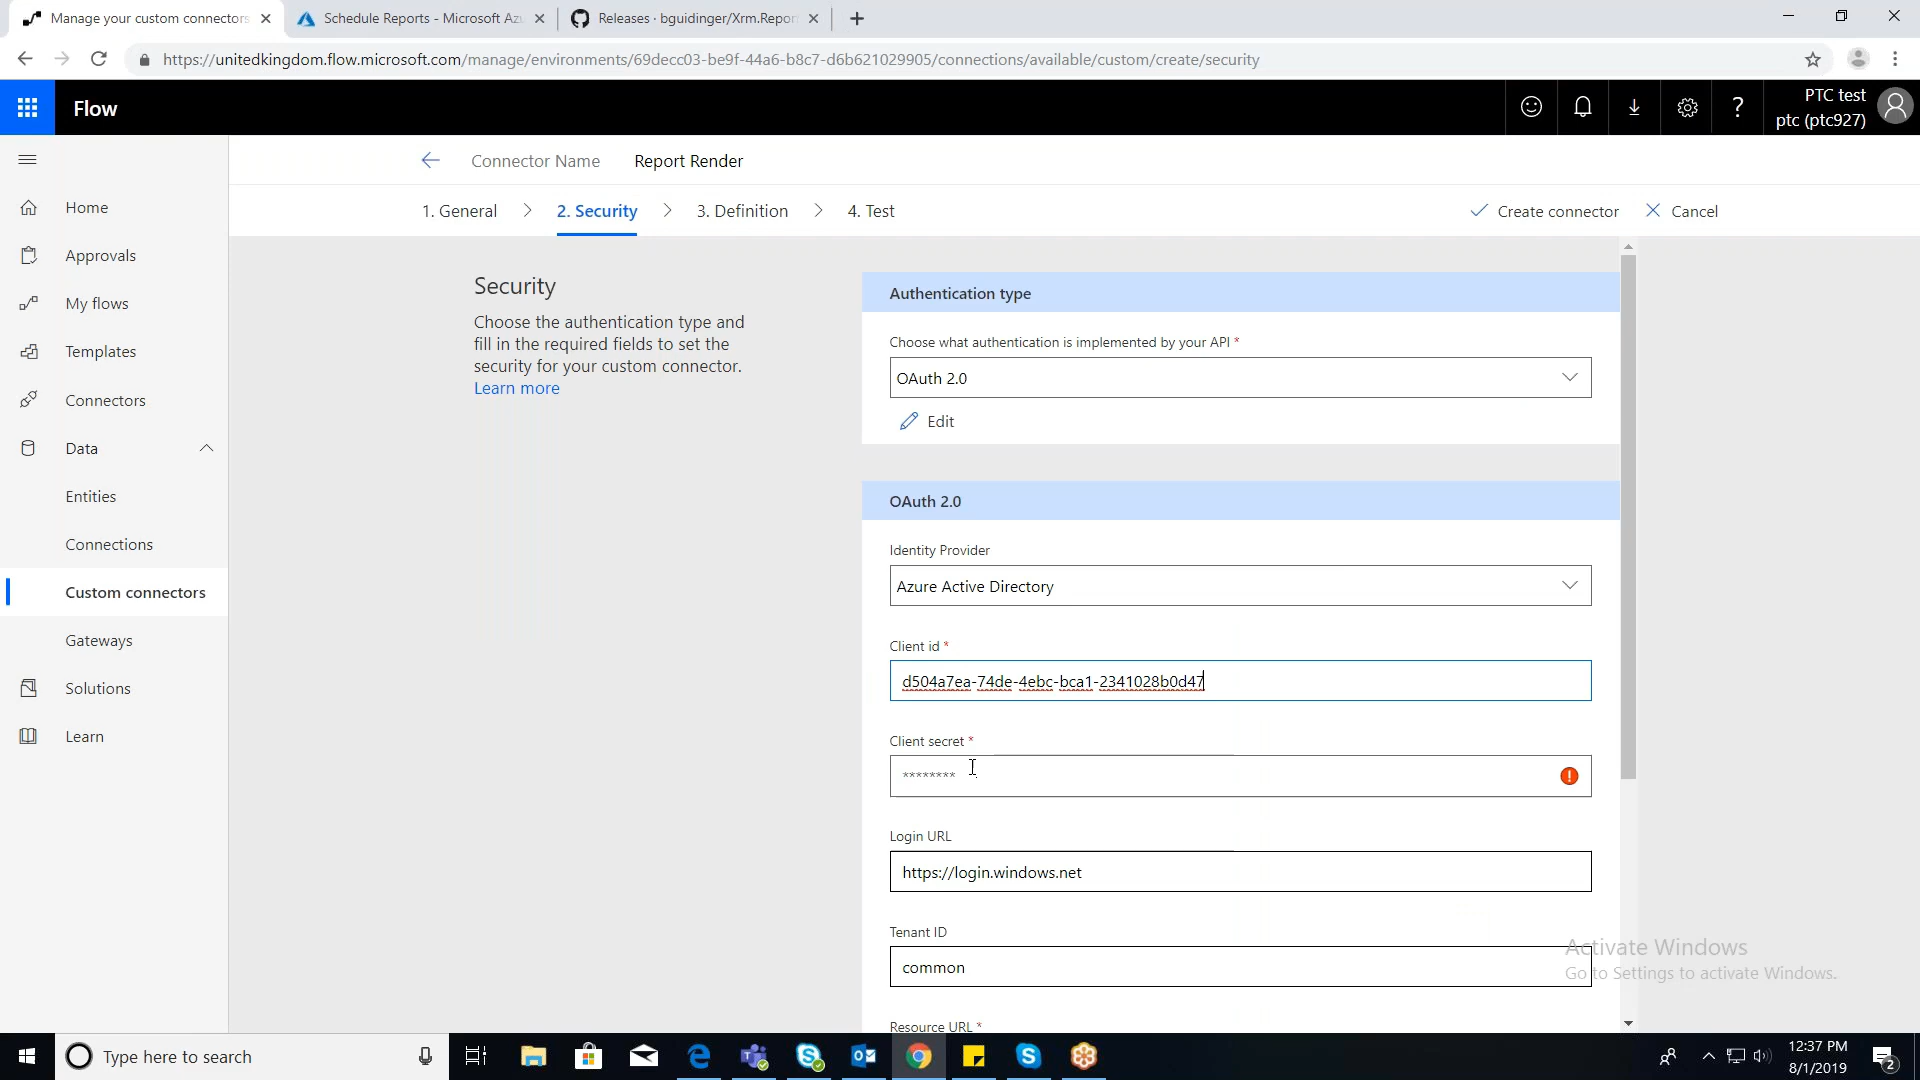 Manage your custom connectors
Schedule Reports - Microsoft Az
Releases · bguidinger/Xrm.Repor
https://unitedkingdom.flow.microsoft.com/manage/environments/69decc03-be9f-44a6-b8c7-d6b621029905/connections/available/custom/create/security
Flow
PTC test
ptc (ptc927)
Connector Name Report Render
1. General 2. Security 3. Definition 4. Test Create connector Cancel
Home
Approvals
My flows
Templates
Connectors
Data
Entities
Connections
Custom connectors
Gateways
Solutions
Learn
Security
Choose the authentication type and
fill in the required fields to set the
security for your custom connector.
Learn more
Authentication type
Choose what authentication is implemented by your API *
OAuth 2.0
Edit
OAuth 2.0
Identity Provider
Azure Active Directory
Client id *
d504a7ea-74de-4ebc-bca1-2341028b0d47
Client secret *
********
Login URL
https://login.windows.net
Tenant ID
common
Resource URL *
Activate Windows
Go to Settings to activate Windows.
Type here to search
12:37 PM
8/1/2019
2